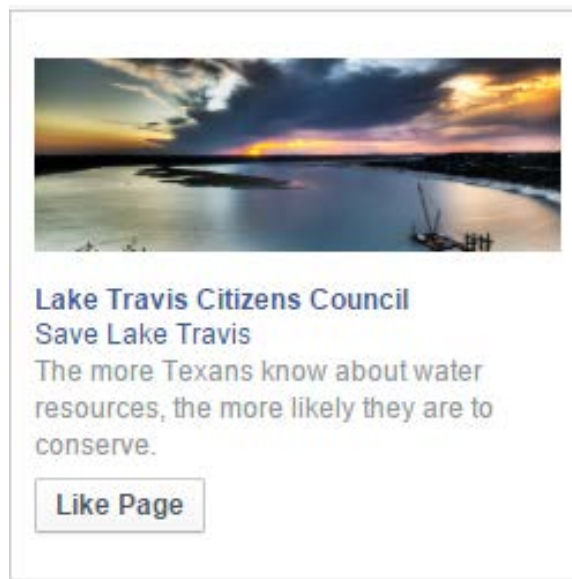 Lake Travis Citizens Council
Save Lake Travis
The more Texans know about water
resources, the more likely they are to
conserve.
Like Page